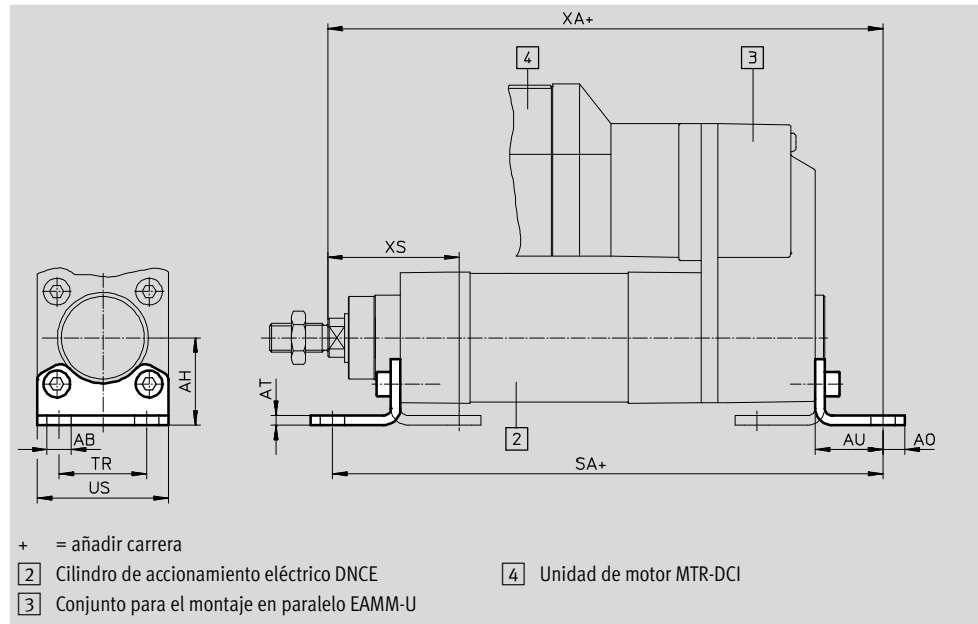 XA+
4
3
XS
AH
AT
AB
TR
US
2
AU
AO
SA+
+ = añadir carrera
2 Cilindro de accionamiento eléctrico DNCE
4 Unidad de motor MTR-DCI
3 Conjunto para el montaje en paralelo EAMM-U